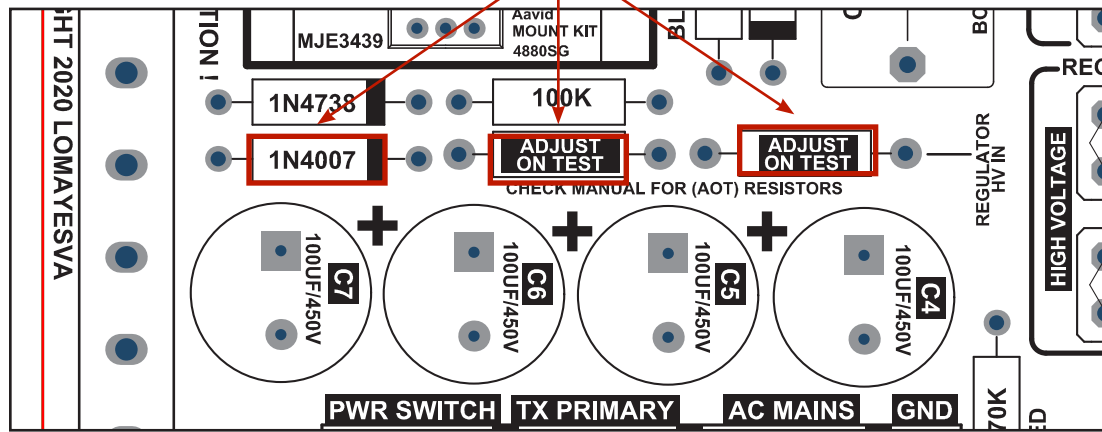 GHT 2020 LOMAYESVA
TION !
MJE3439
Aavid
MOUNT KIT
4880SG
BL
C
BO
REG
1N4738
100K
1N4007
ADJUST
ON TEST
ADJUST
ON TEST
REGULATOR
HV IN
HIGH VOLTAGE
CHECK MANUAL FOR (AOT) RESISTORS
+
+
+
100UF/450V
C7
100UF/450V
C6
100UF/450V
C5
100UF/450V
C4
70K
ED
PWR SWITCH
TX PRIMARY
AC MAINS
GND